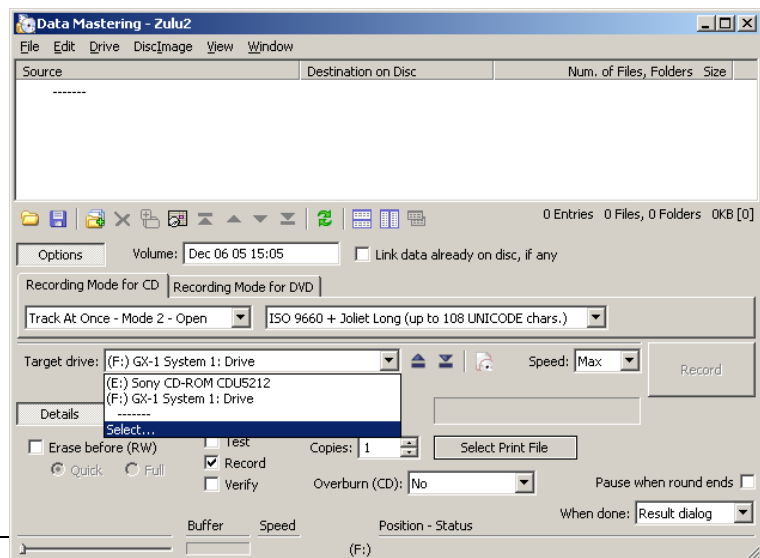 Data Mastering - Zulu2
File Edit Drive DiscImage View Window
Source Destination on Disc Num. of Files, Folders Size
-------
0 Entries 0 Files, 0 Folders 0KB [0]
Options Volume: Dec 06 05 15:05 Link data already on disc, if any
Recording Mode for CD Recording Mode for DVD
Track At Once - Mode 2 - Open ISO 9660 + Joliet Long (up to 108 UNICODE chars.)
Target drive: (F:) GX-1 System 1: Drive Speed: Max Record
(E:) Sony CD-ROM CDU5212
(F:) GX-1 System 1: Drive
-------
Details
Select...
Erase before (RW) Test Copies: 1 Select Print File
Quick Full Record
Verify Overburn (CD): No Pause when round ends
When done: Result dialog
Buffer Speed Position - Status
(F:)